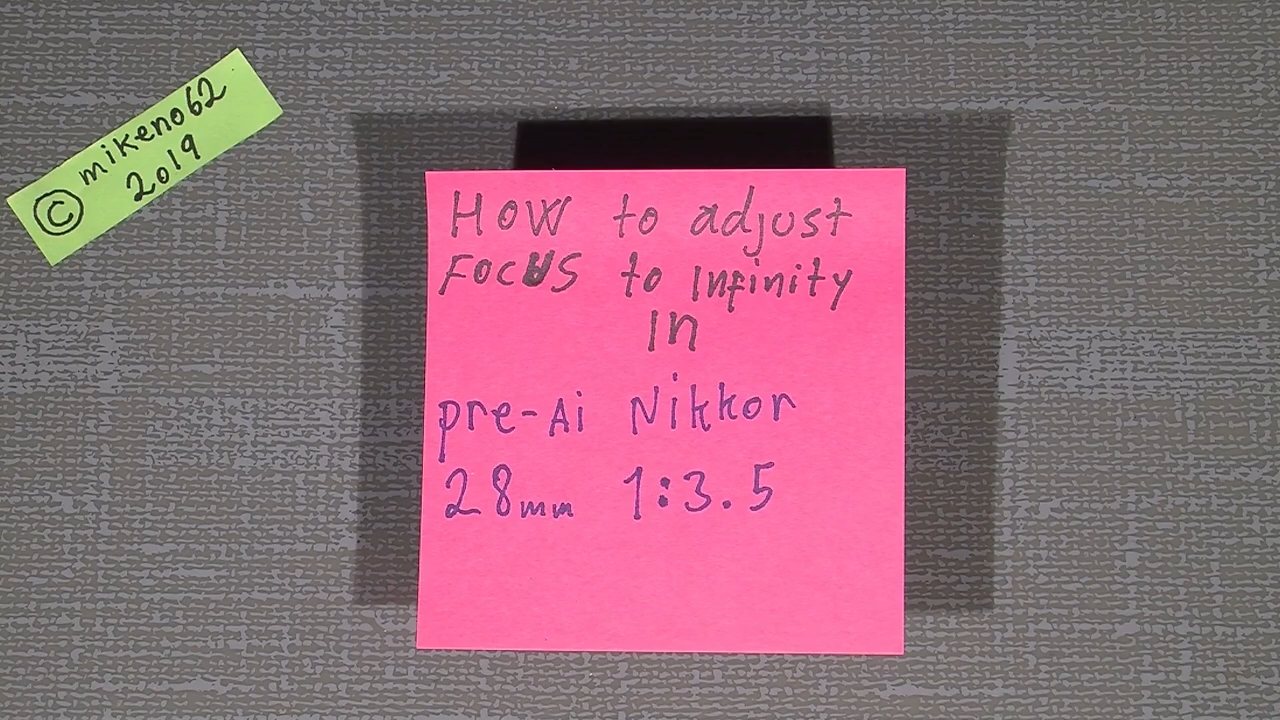 © mikeno62
2019
HOW to adjust
FOCUS to Infinity
In
pre-Ai Nikkor
28mm 1:3.5